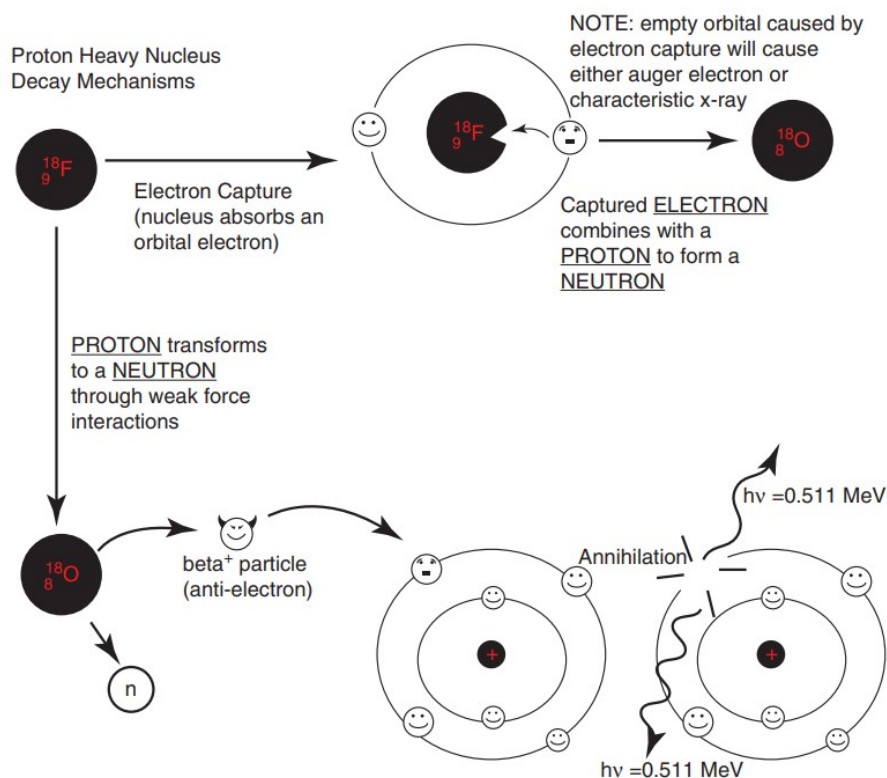 Proton Heavy Nucleus
Decay Mechanisms
18
9F
Electron Capture
(nucleus absorbs an
orbital electron)
18
9F
NOTE: empty orbital caused by
electron capture will cause
either auger electron or
characteristic x-ray
18
8O
Captured ELECTRON
combines with a
PROTON to form a
NEUTRON
PROTON transforms
to a NEUTRON
through weak force
interactions
18
8O
n
beta+ particle
(anti-electron)
+
Annihilation
hν =0.511 MeV
+
hν =0.511 MeV